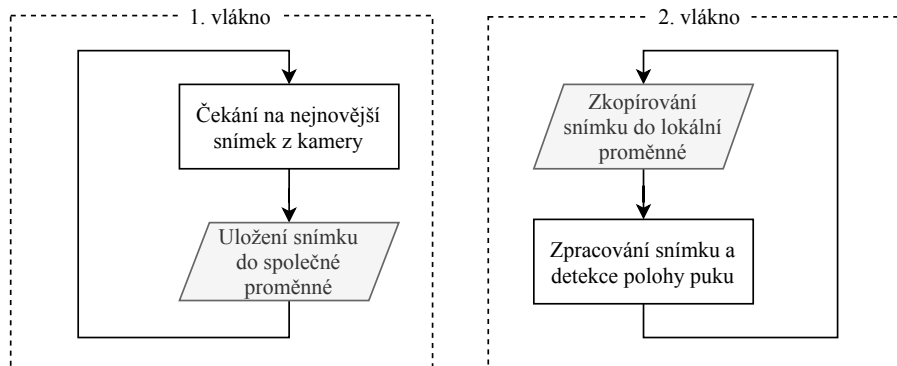 1. vlákno
Čekání na nejnovější
snímek z kamery
Uložení snímku
do společné
proměnné
2. vlákno
Zkopírování
snímku do lokální
proměnné
Zpracování snímku a
detekce polohy puku